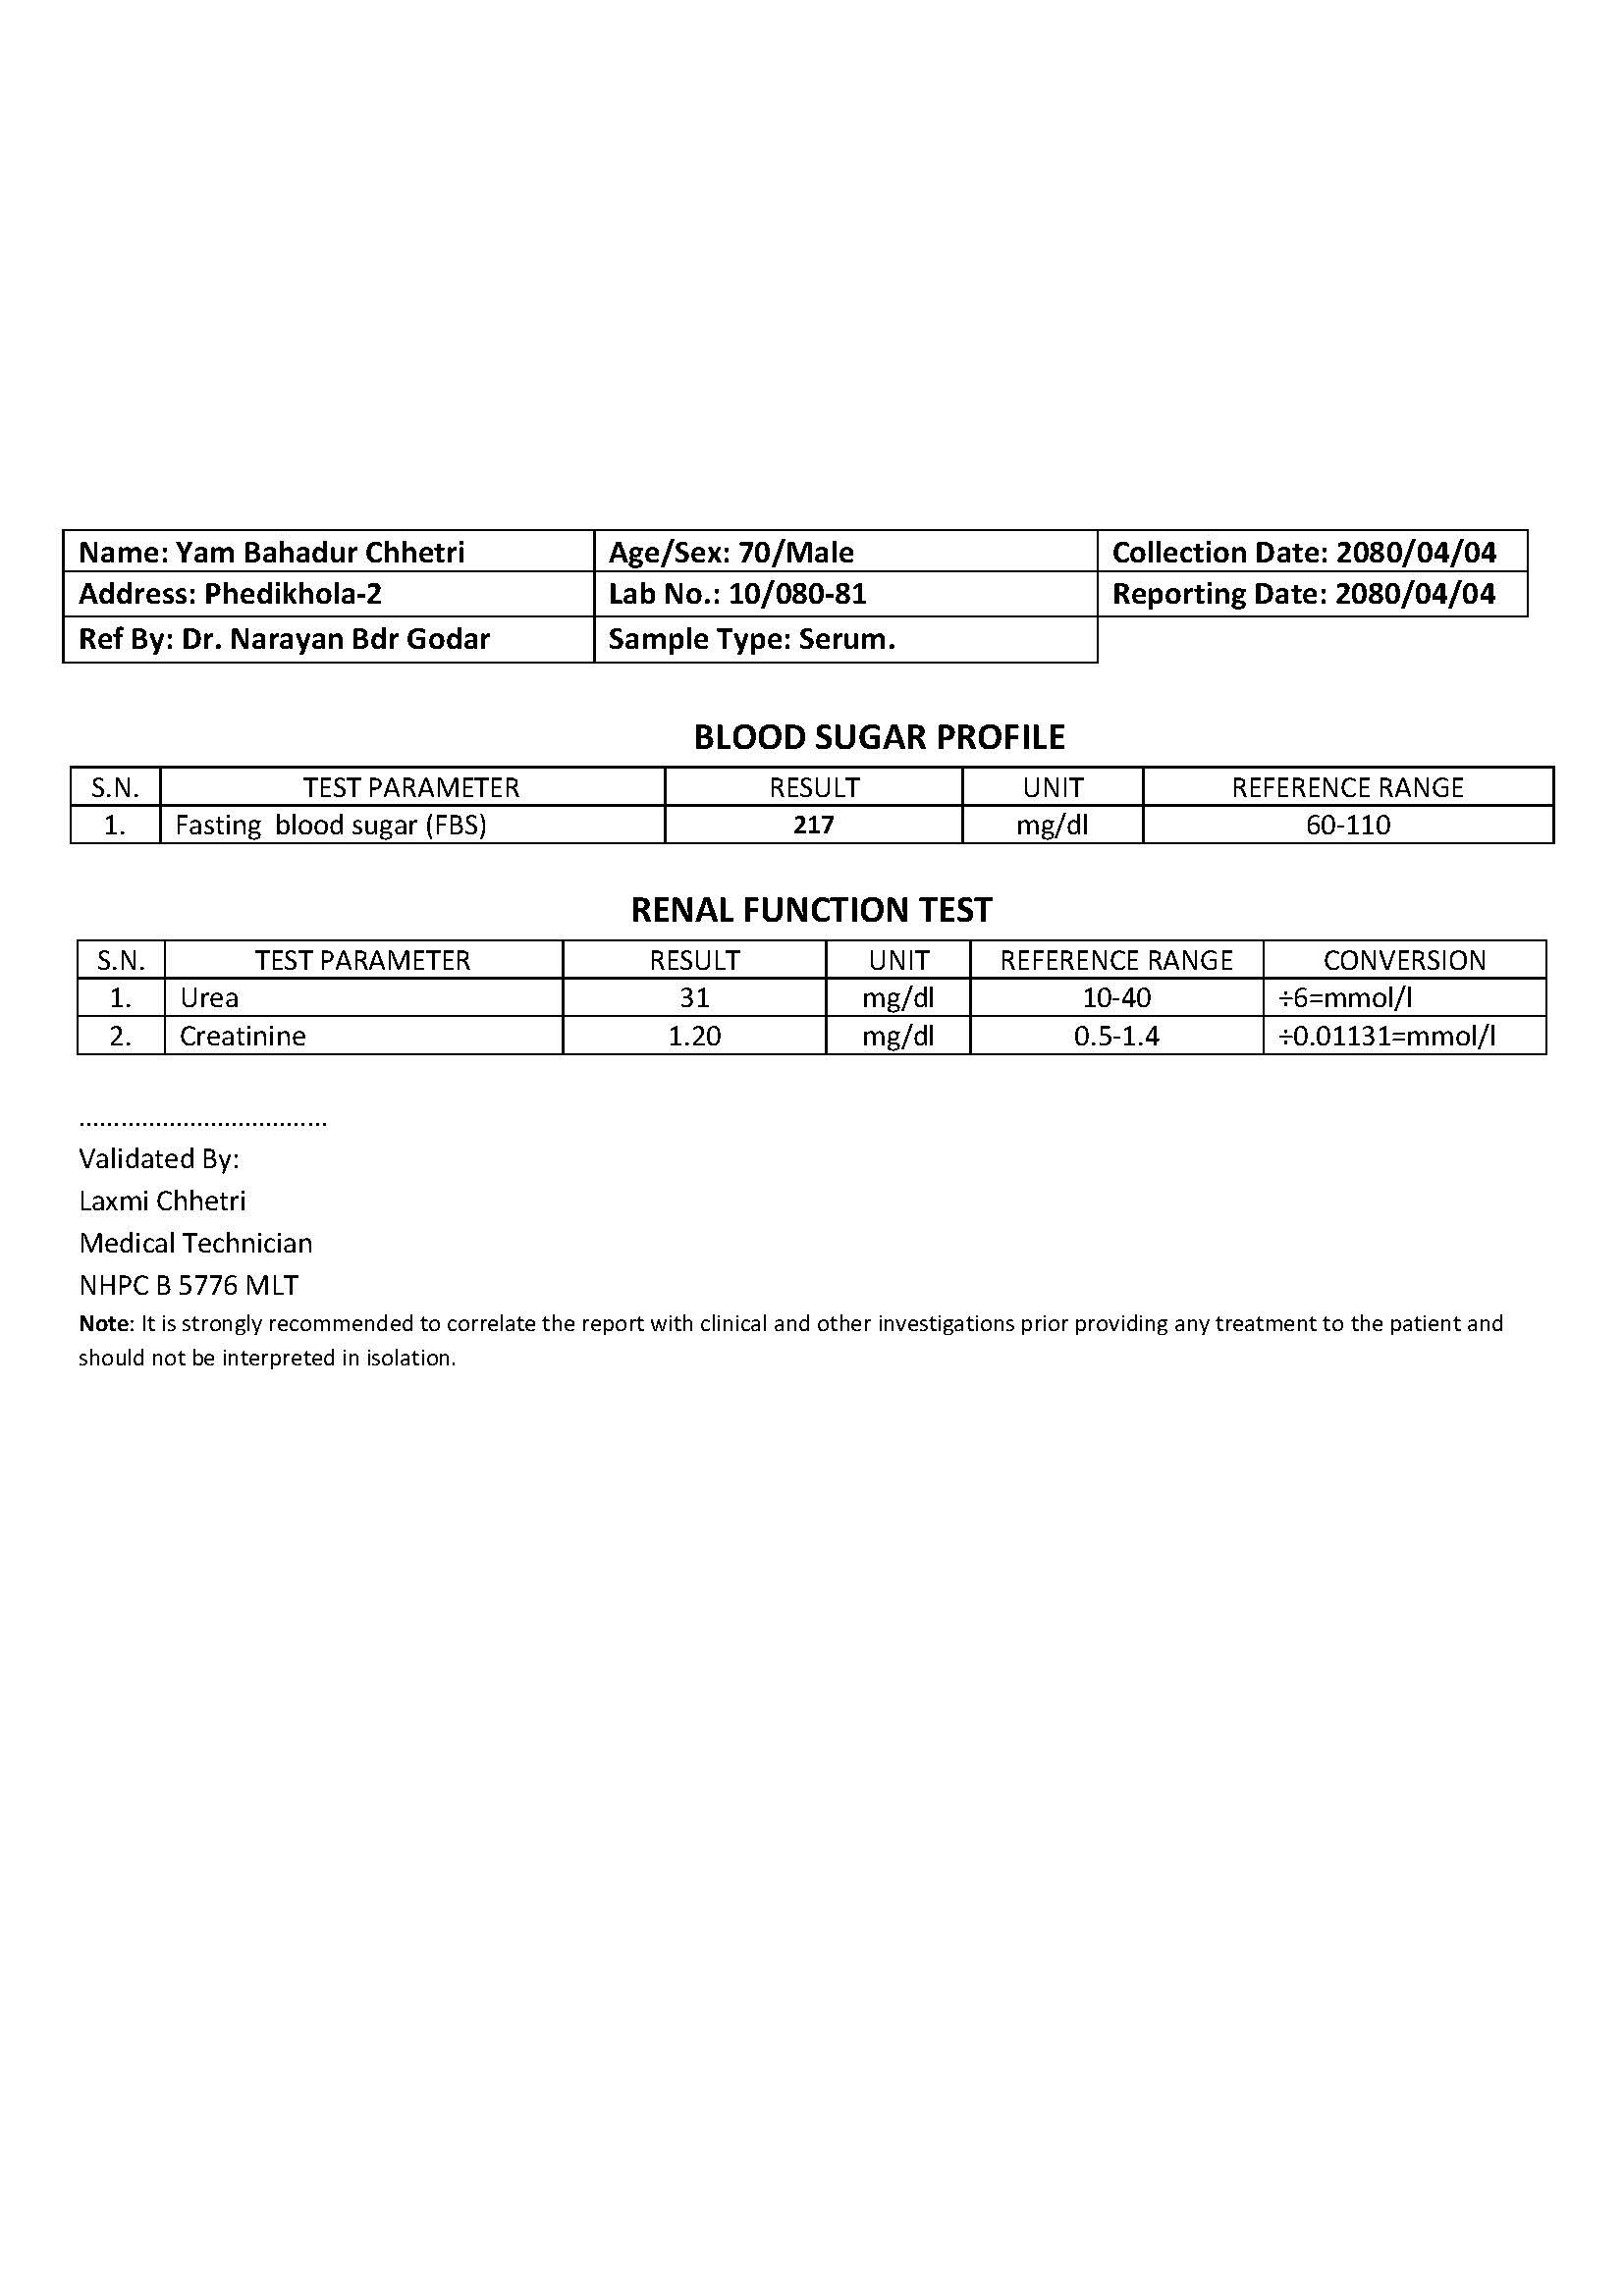 Name: Yam Bahadur Chhetri Age/Sex: 70/Male Collection Date: 2080/04/04
Address: Phedikhola-2 Lab No.: 10/080-81 Reporting Date: 2080/04/04
Ref By: Dr. Narayan Bdr Godar Sample Type: Serum.
BLOOD SUGAR PROFILE
S.N. TEST PARAMETER RESULT UNIT REFERENCE RANGE
1. Fasting blood sugar (FBS) 217 mg/dl 60-110
RENAL FUNCTION TEST
S.N. TEST PARAMETER RESULT UNIT REFERENCE RANGE CONVERSION
1. Urea 31 mg/dl 10-40 ÷6=mmol/l
2. Creatinine 1.20 mg/dl 0.5-1.4 ÷0.01131=mmol/l
....................................
Validated By:
Laxmi Chhetri
Medical Technician
NHPC B 5776 MLT
Note: It is strongly recommended to correlate the report with clinical and other investigations prior providing any treatment to the patient and
should not be interpreted in isolation.